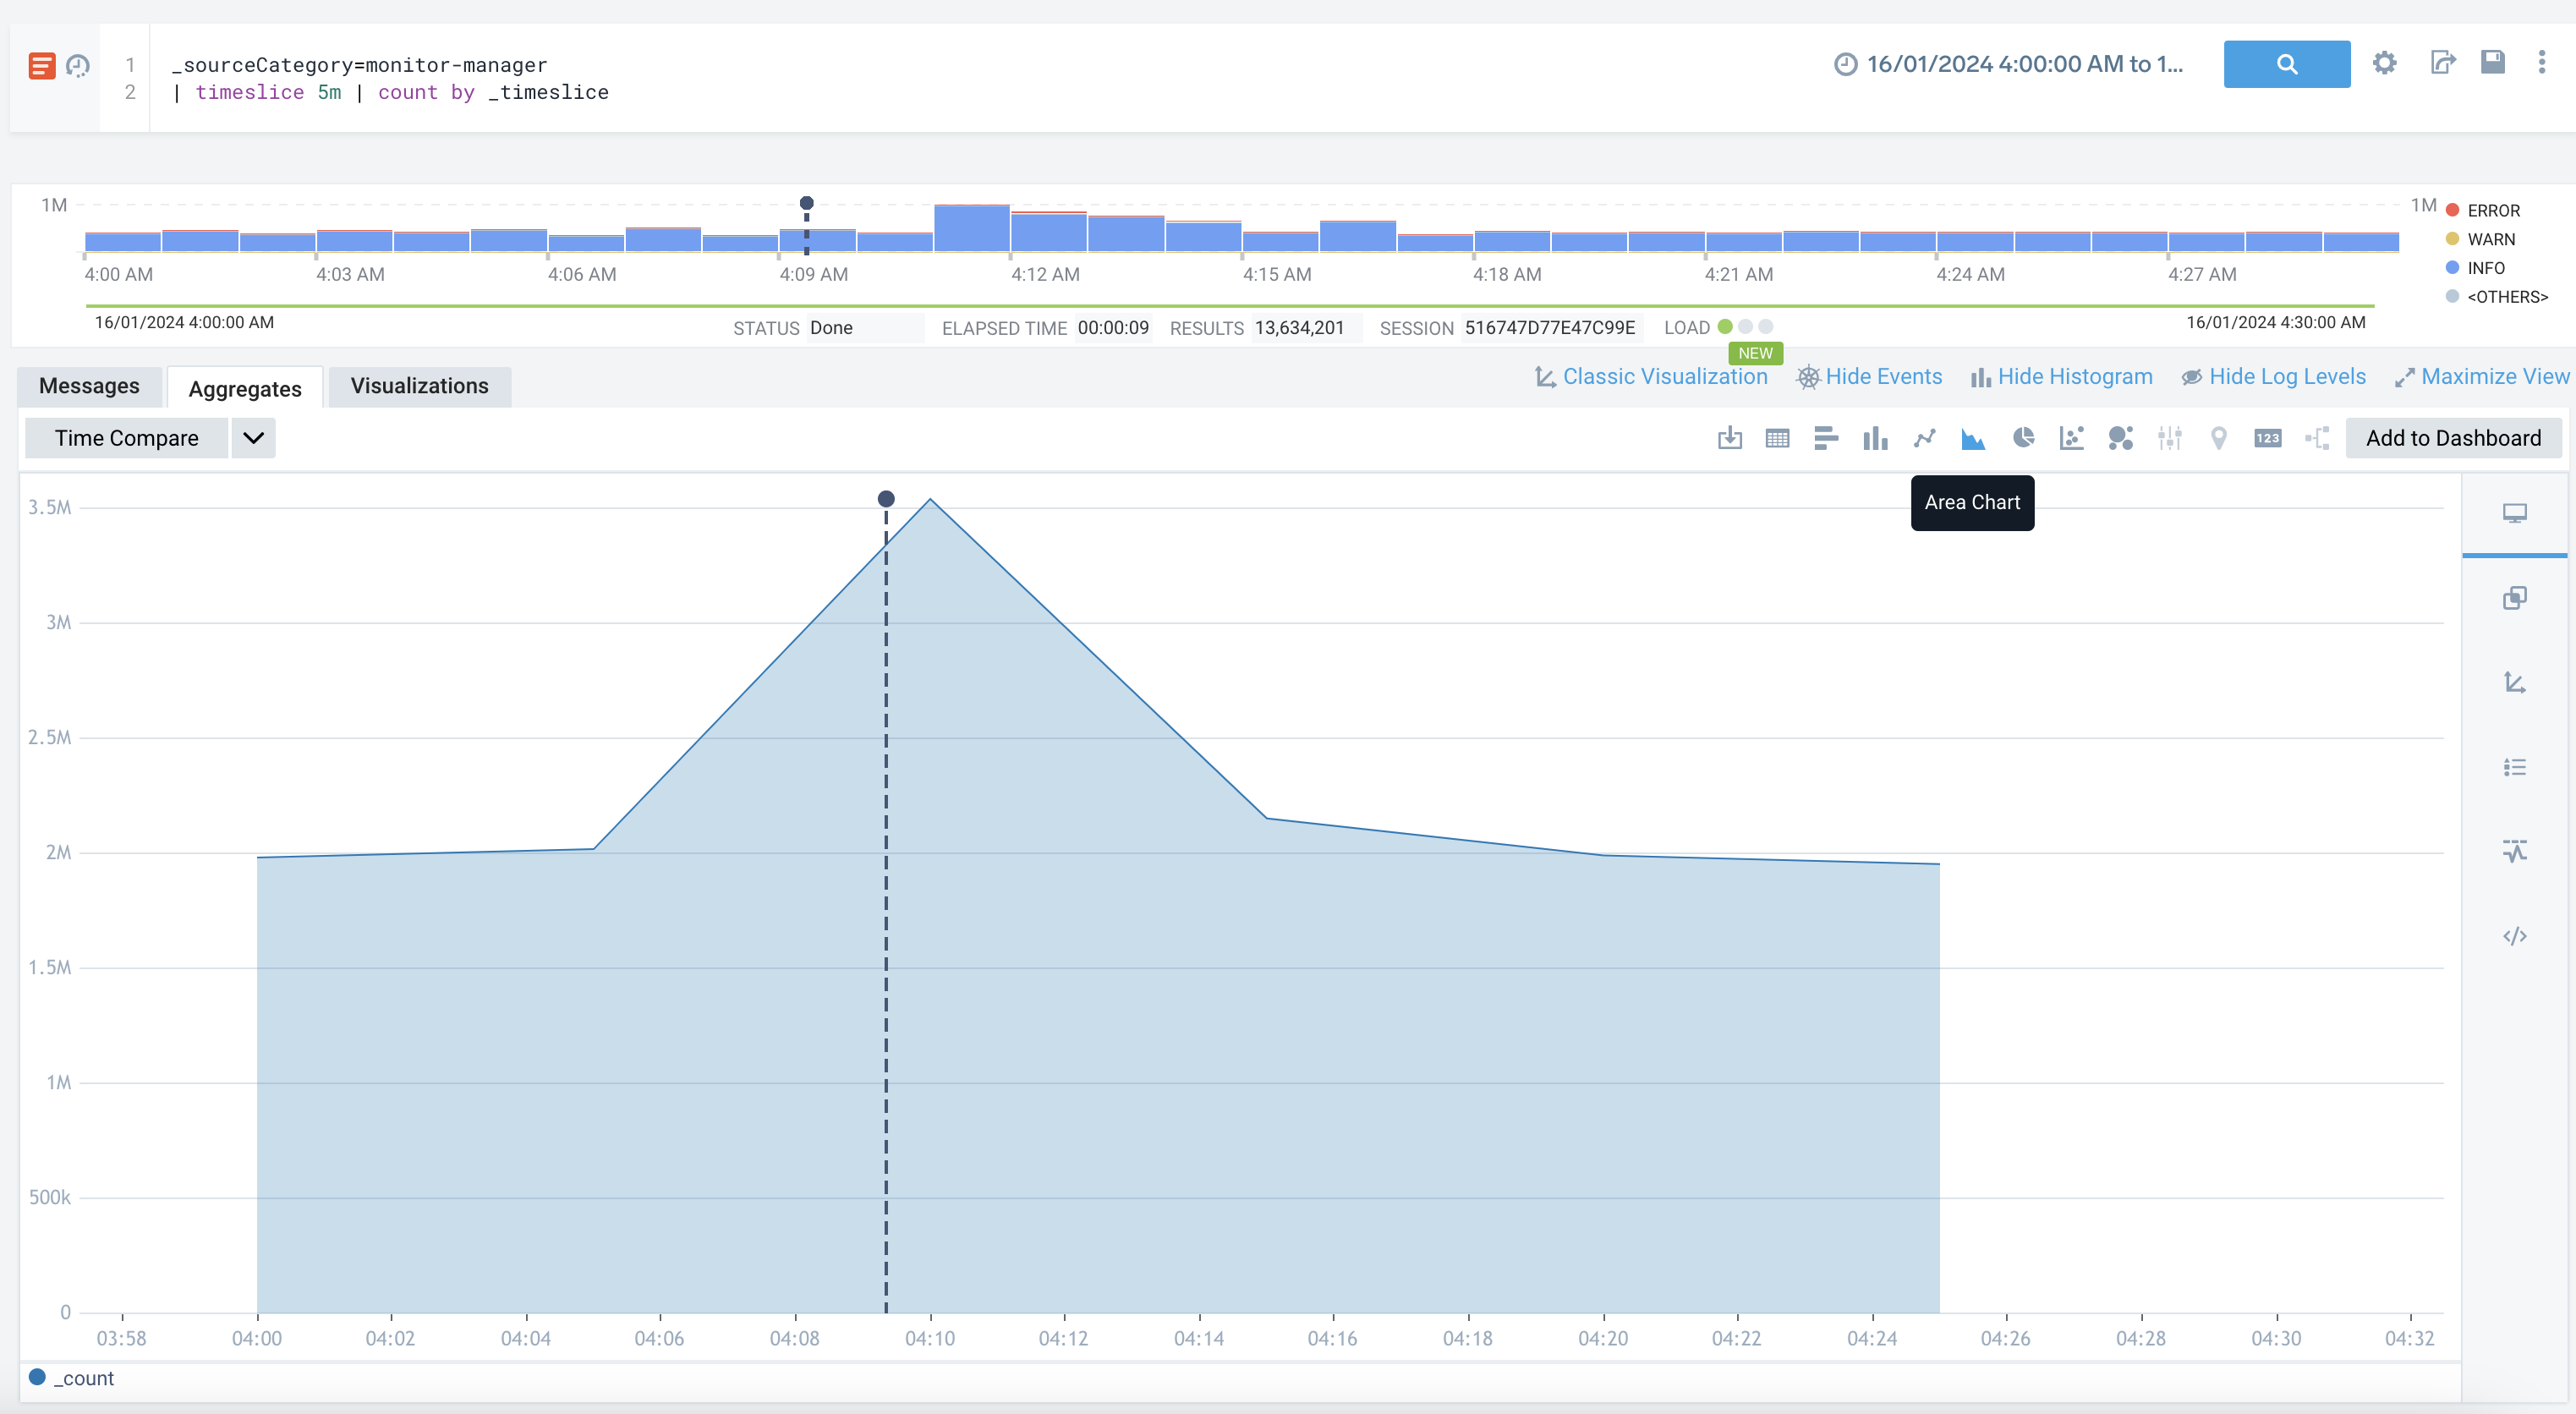 1 _sourceCategory=monitor-manager
2 | timeslice 5m | count by _timeslice
16/01/2024 4:00:00 AM to 1...
1M
1M
ERROR
WARN
INFO
<OTHERS>
4:00 AM 4:03 AM 4:06 AM 4:09 AM 4:12 AM 4:15 AM 4:18 AM 4:21 AM 4:24 AM 4:27 AM
16/01/2024 4:00:00 AM
STATUS Done ELAPSED TIME 00:00:09 RESULTS 13,634,201 SESSION 516747D77E47C99E LOAD
16/01/2024 4:30:00 AM
NEW
Messages Aggregates Visualizations
Classic Visualization Hide Events Hide Histogram Hide Log Levels Maximize View
Time Compare
123
Add to Dashboard
Area Chart
3.5M
3M
2.5M
2M
1.5M
1M
500k
0
03:58 04:00 04:02 04:04 04:06 04:08 04:10 04:12 04:14 04:16 04:18 04:20 04:22 04:24 04:26 04:28 04:30 04:32
_count